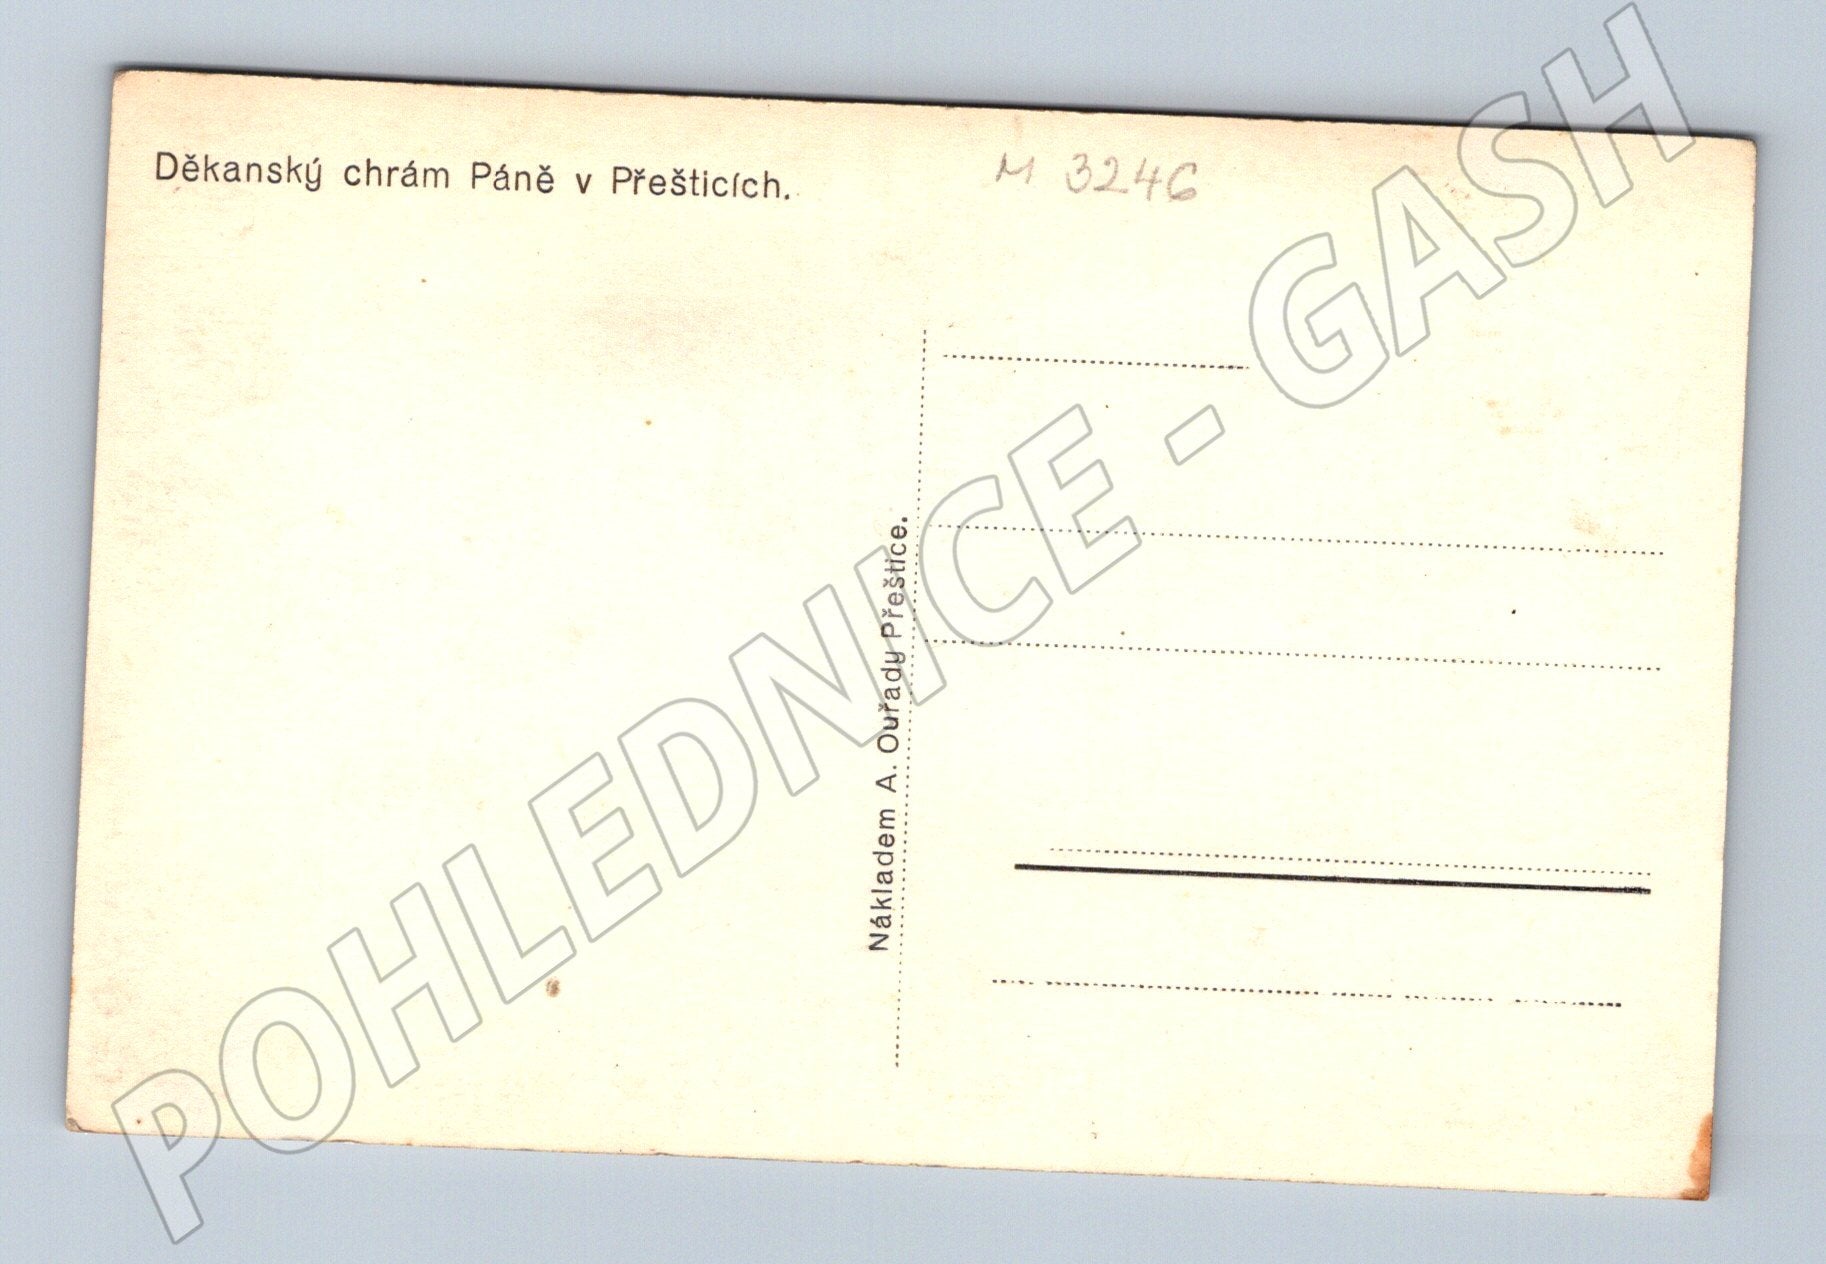 Děkanský chrám Páně v Přešticích.
M 3246
Nákladem A. Ouřady Přeštice.
POHLEDNICE - GASH